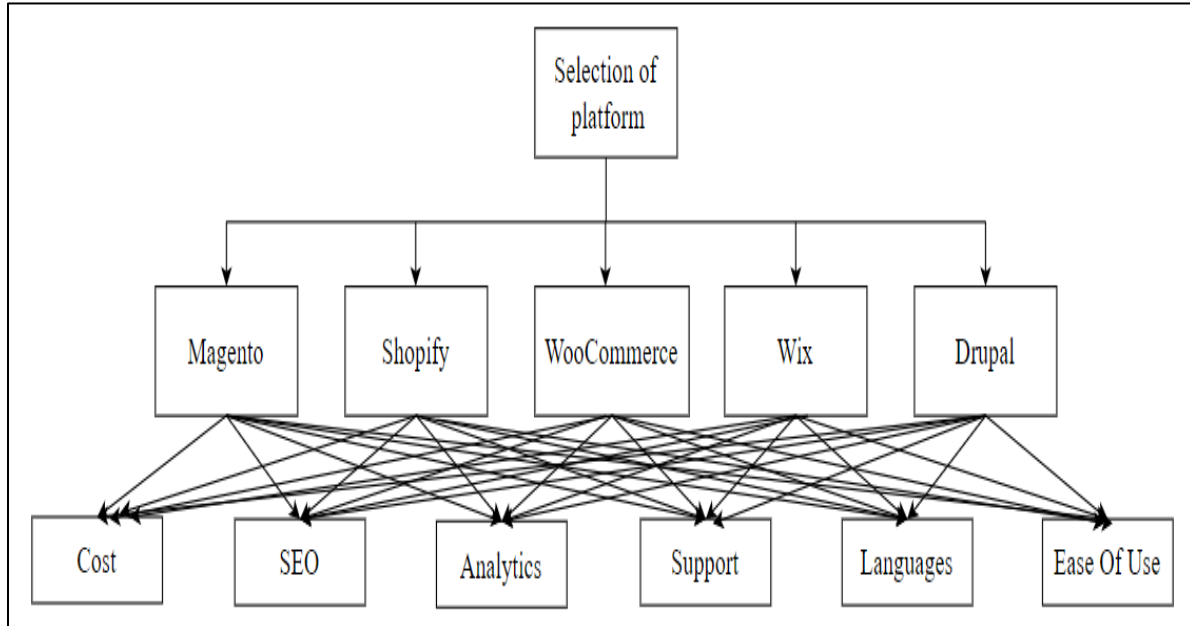 Selection of
platform
Magento
Shopify
WooCommerce
Wix
Drupal
Cost
SEO
Analytics
Support
Languages
Ease Of Use